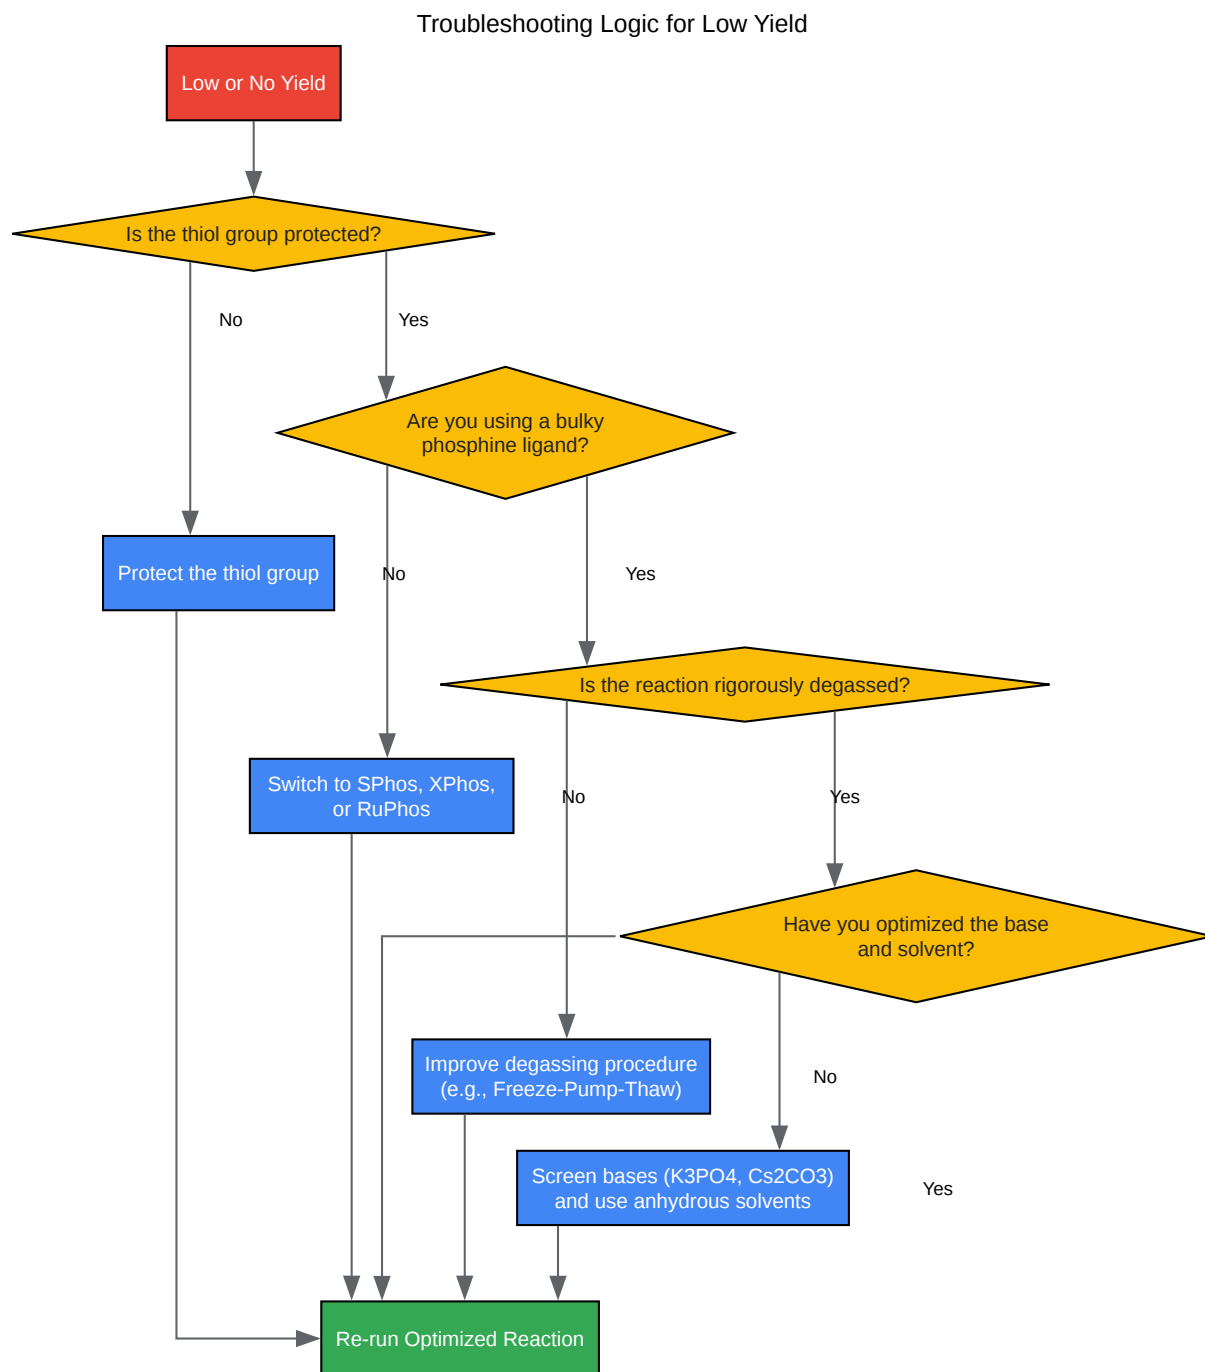 Troubleshooting Logic for Low Yield
Low or No Yield
Is the thiol group protected?
No
Yes
Are you using a bulky
phosphine ligand?
Protect the thiol group
No
Yes
Is the reaction rigorously degassed?
Switch to SPhos, XPhos,
or RuPhos
No
Yes
Have you optimized the base
and solvent?
Improve degassing procedure
(e.g., Freeze-Pump-Thaw)
No
Screen bases (K3PO4, Cs2CO3)
and use anhydrous solvents
Yes
Re-run Optimized Reaction